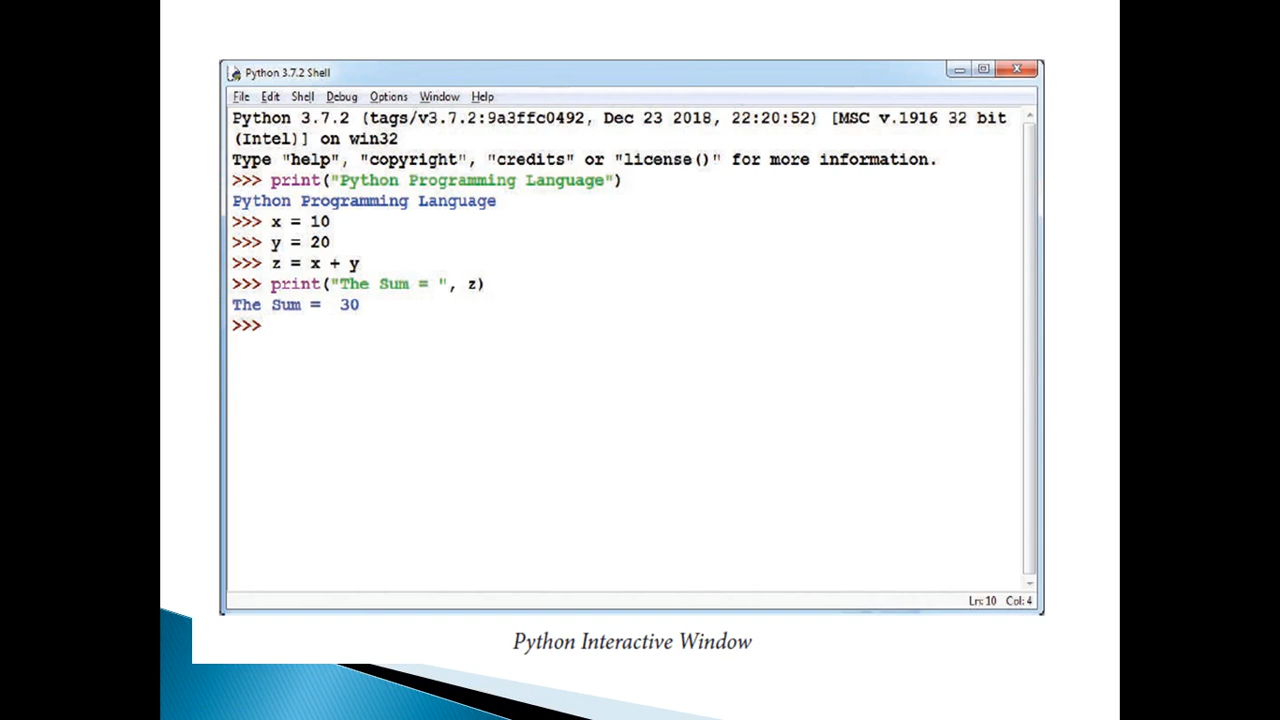 Python 3.7.2 Shell
File Edit Shell Debug Options Window Help
Python 3.7.2 (tags/v3.7.2:9a3ffc0492, Dec 23 2018, 22:20:52) [MSC v.1916 32 bit
(Intel)] on win32
Type "help", "copyright", "credits" or "license()" for more information.
>>> print("Python Programming Language")
Python Programming Language
>>> x = 10
>>> y = 20
>>> z = x + y
>>> print("The Sum = ", z)
The Sum =  30
>>>
Ln: 10 Col: 4
Python Interactive Window